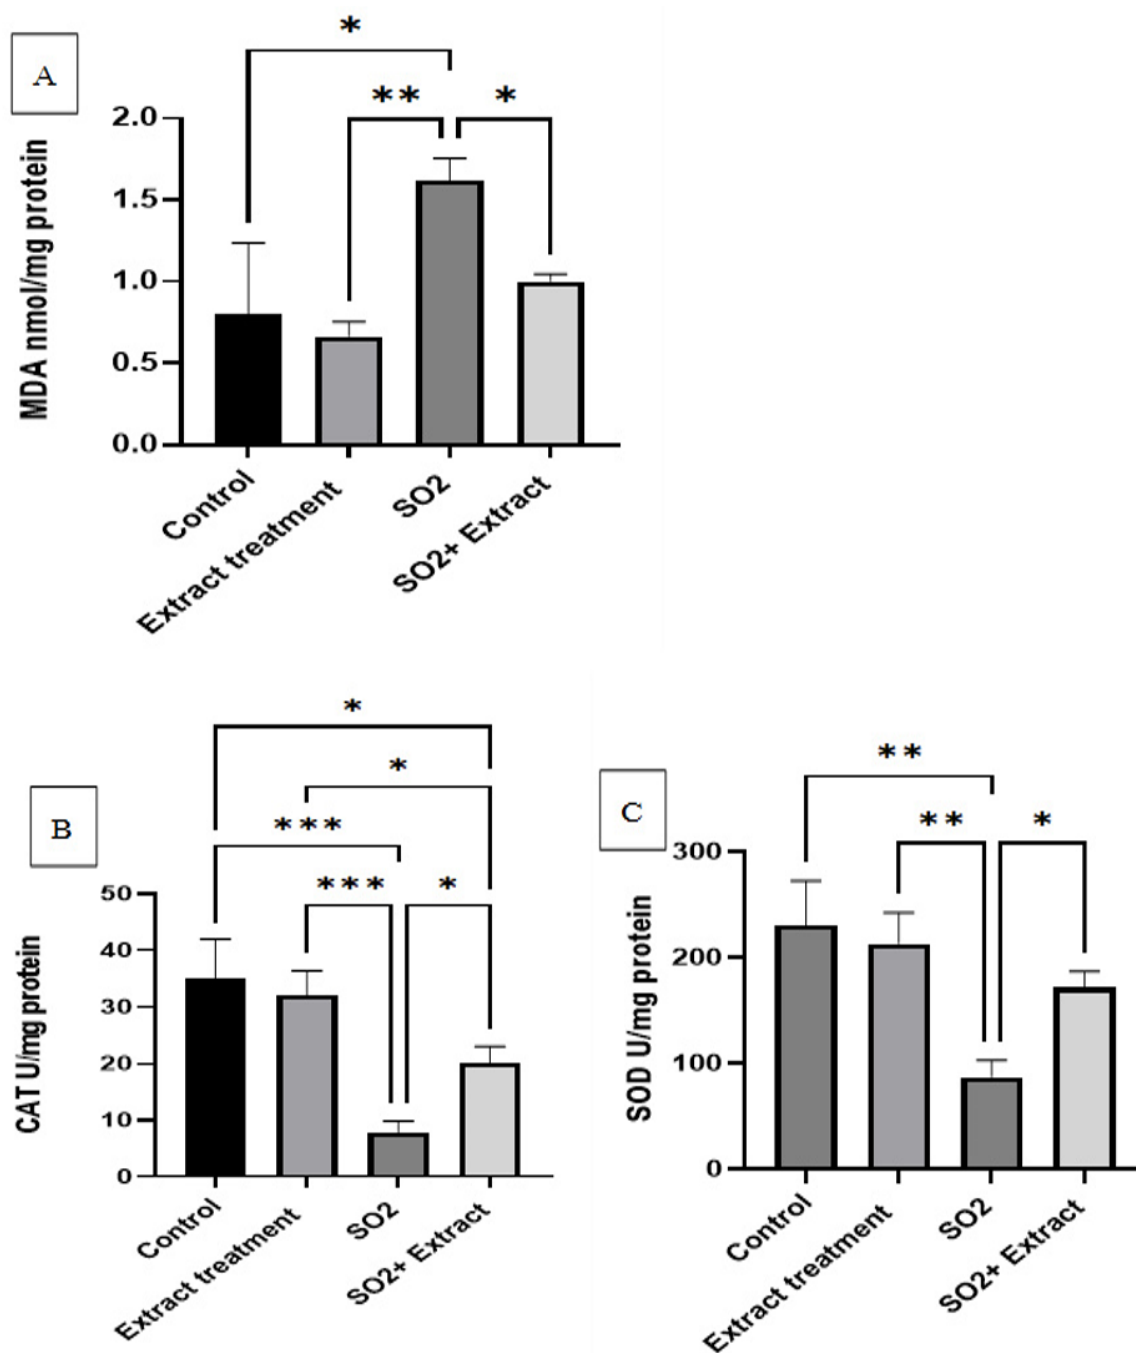 A
*
** *
MDA nmol/mg protein
2.0
1.5
1.0
0.5
0.0
Control
Extract treatment
SO2
SO2+ Extract
B
*
*
***
*** *
CAT U/mg protein
50
40
30
20
10
0
Control
Extract treatment
SO2
SO2+ Extract
C
**
** *
SOD U/mg protein
300
200
100
0
Control
Extract treatment
SO2
SO2+ Extract